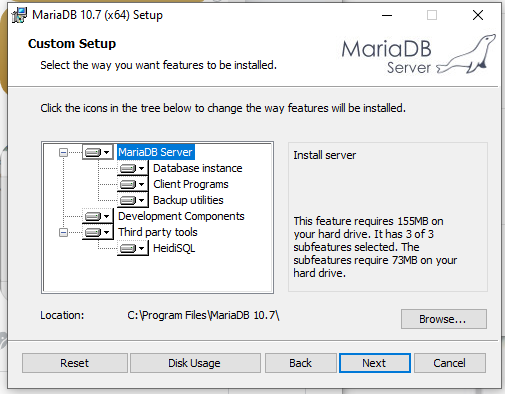 MariaDB 10.7 (x64) Setup
Custom Setup
Select the way you want features to be installed.
MariaDB
Server
Click the icons in the tree below to change the way features will be installed.
MariaDB Server
Database instance
Client Programs
Backup utilities
Development Components
Third party tools
HeidiSQL
Install server
This feature requires 155MB on
your hard drive. It has 3 of 3
subfeatures selected. The
subfeatures require 73MB on your
hard drive.
Location: C:\Program Files\MariaDB 10.7\
Browse...
Reset Disk Usage Back Next Cancel